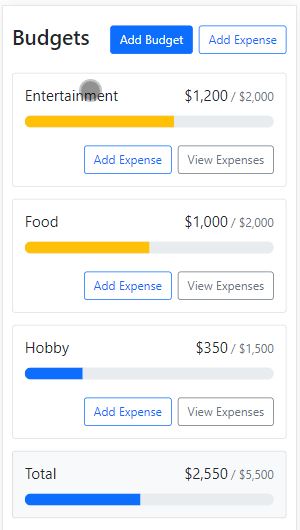 Budgets Add Budget Add Expense
Entertainment $1,200 / $2,000
Add Expense View Expenses
Food $1,000 / $2,000
Add Expense View Expenses
Hobby $350 / $1,500
Add Expense View Expenses
Total $2,550 / $5,500